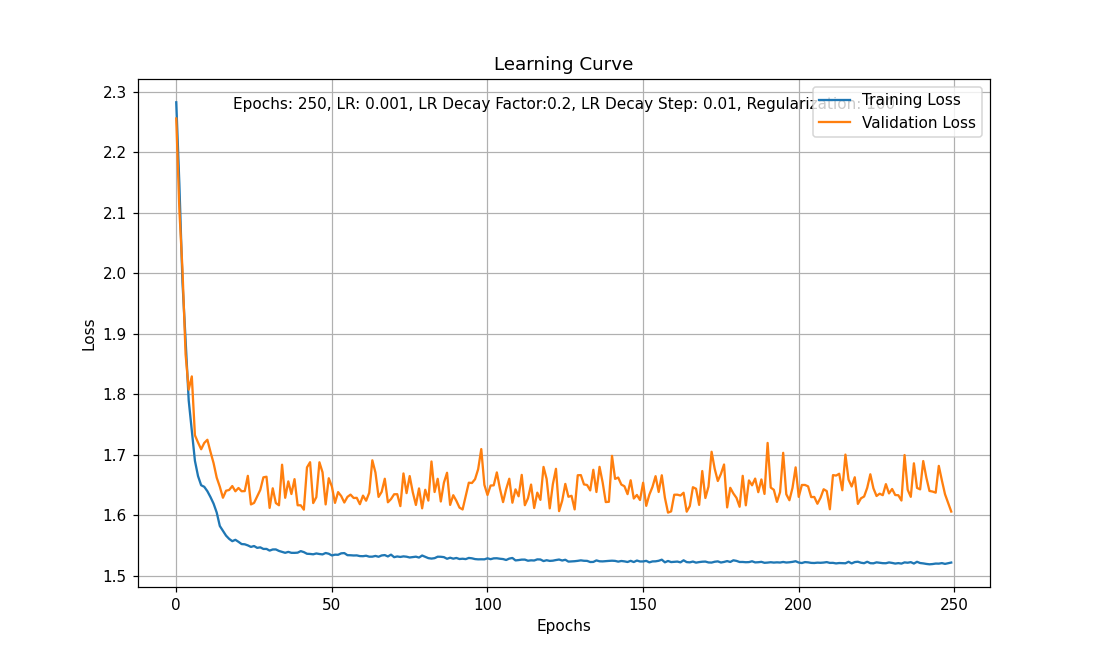 Learning Curve
2.3
Epochs: 250, LR: 0.001, LR Decay Factor:0.2, LR Decay Step: 0.01, Regularization: 100
Training Loss
Validation Loss
2.2
2.1
2.0
1.9
1.8
1.7
1.6
1.5
Loss
0 50 100 150 200 250
Epochs